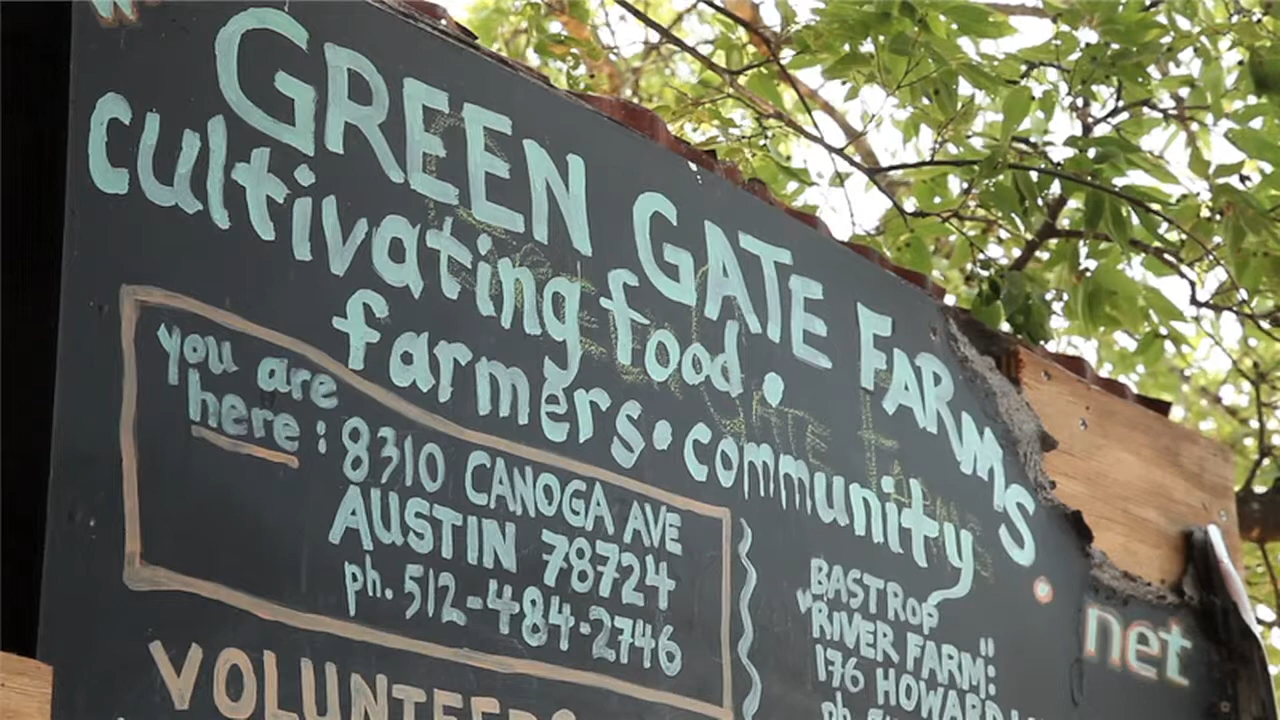 GREEN GATE FARMS.net
cultivating food •
farmers • community
you are
here:
8310 CANOGA AVE
AUSTIN 78724
ph. 512-484-2746
BASTROP
"RIVER FARM":
176 HOWARD
ph.
VOLUNTEERS